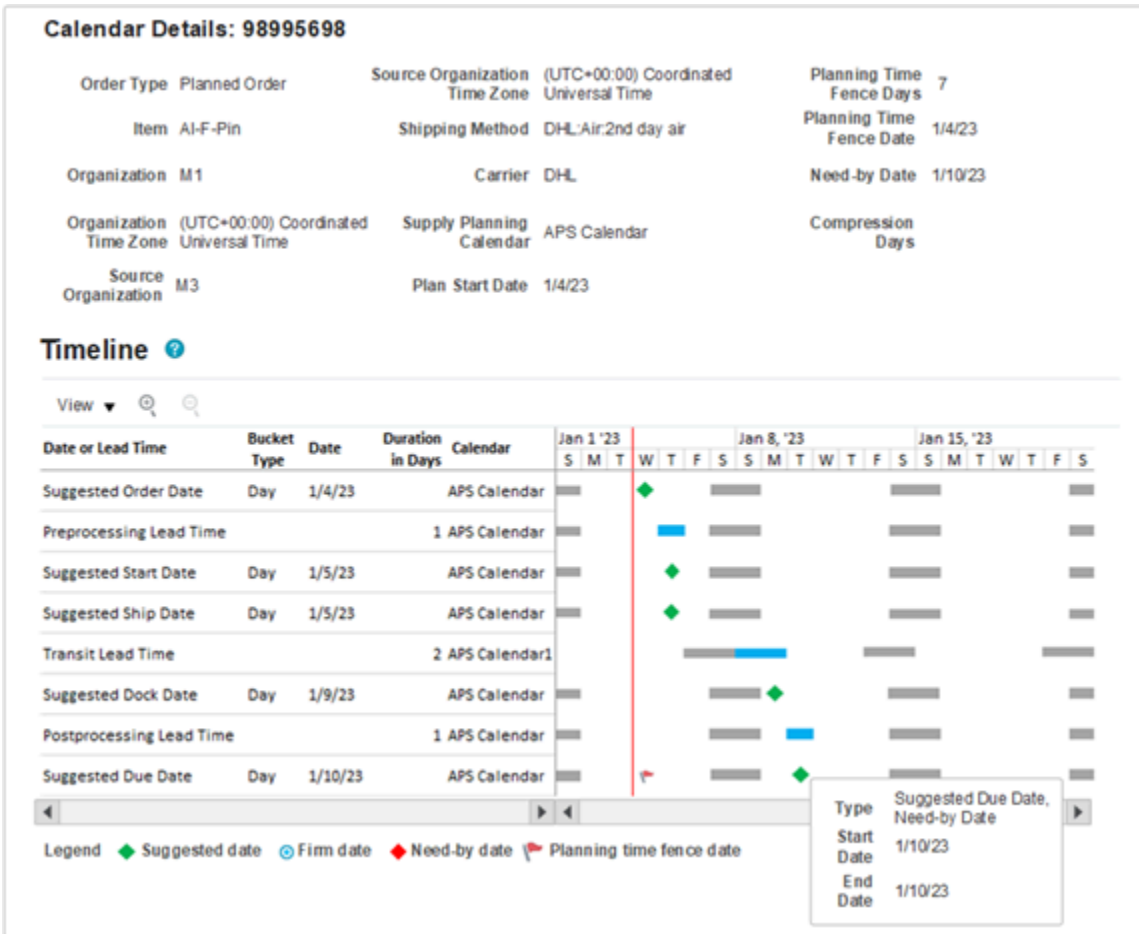 Calendar Details: 98995698
Order Type Planned Order
Source Organization Time Zone (UTC+00:00) Coordinated Universal Time
Planning Time Fence Days 7
Item AI-F-Pin
Shipping Method DHL:Air:2nd day air
Planning Time Fence Date 1/4/23
Organization M1
Carrier DHL
Need-by Date 1/10/23
Organization Time Zone (UTC+00:00) Coordinated Universal Time
Supply Planning Calendar APS Calendar
Compression Days
Source Organization M3
Plan Start Date 1/4/23
Timeline ?
View
Date or Lead Time Bucket Type Date Duration in Days Calendar Jan 1 '23 Jan 8, '23 Jan 15, '23
S M T W T F S S M T W T F S S M T W T F S
Suggested Order Date Day 1/4/23 APS Calendar
Preprocessing Lead Time 1 APS Calendar
Suggested Start Date Day 1/5/23 APS Calendar
Suggested Ship Date Day 1/5/23 APS Calendar
Transit Lead Time 2 APS Calendar1
Suggested Dock Date Day 1/9/23 APS Calendar
Postprocessing Lead Time 1 APS Calendar
Suggested Due Date Day 1/10/23 APS Calendar
Type Suggested Due Date, Need-by Date
Start Date 1/10/23
End Date 1/10/23
Legend Suggested date Firm date Need-by date Planning time fence date